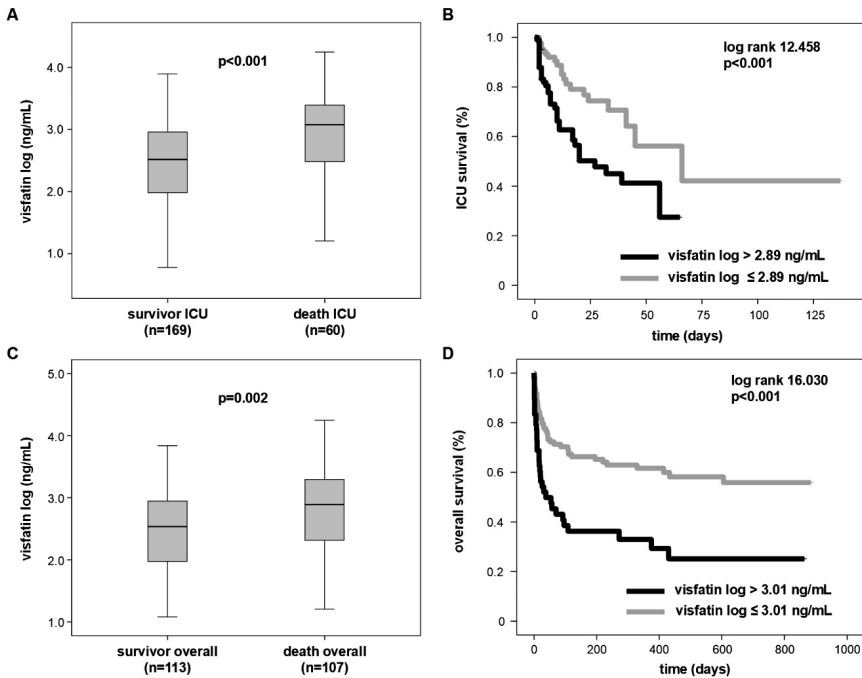 A
visfatin log (ng/mL)
4.0
3.0
2.0
1.0
p<0.001
survivor ICU
(n=169)
death ICU
(n=60)
B
ICU survival (%)
1.0
0.8
0.6
0.4
0.2
0
log rank 12.458
p<0.001
visfatin log > 2.89 ng/mL
visfatin log ≤ 2.89 ng/mL
0 25 50 75 100 125
time (days)
C
visfatin log (ng/mL)
5.0
4.0
3.0
2.0
1.0
p=0.002
survivor overall
(n=113)
death overall
(n=107)
D
overall survival (%)
1.0
0.8
0.6
0.4
0.2
0
log rank 16.030
p<0.001
visfatin log > 3.01 ng/mL
visfatin log ≤ 3.01 ng/mL
0 200 400 600 800 1000
time (days)